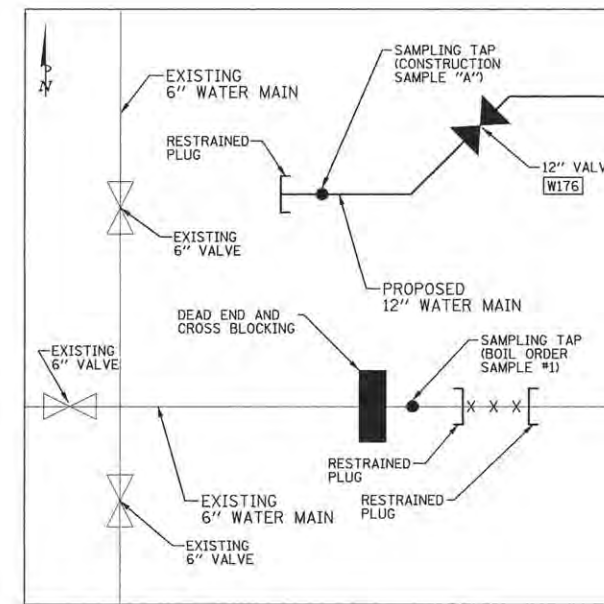 N
EXISTING
6" WATER MAIN
SAMPLING TAP
(CONSTRUCTION
SAMPLE "A")
RESTRAINED
PLUG
12" VALV
W176
EXISTING
6" VALVE
PROPOSED
12" WATER MAIN
DEAD END AND
CROSS BLOCKING
SAMPLING TAP
(BOIL ORDER
SAMPLE #1)
EXISTING
6" VALVE
X X X
RESTRAINED
PLUG
RESTRAINED
PLUG
EXISTING
6" WATER MAIN
EXISTING
6" VALVE